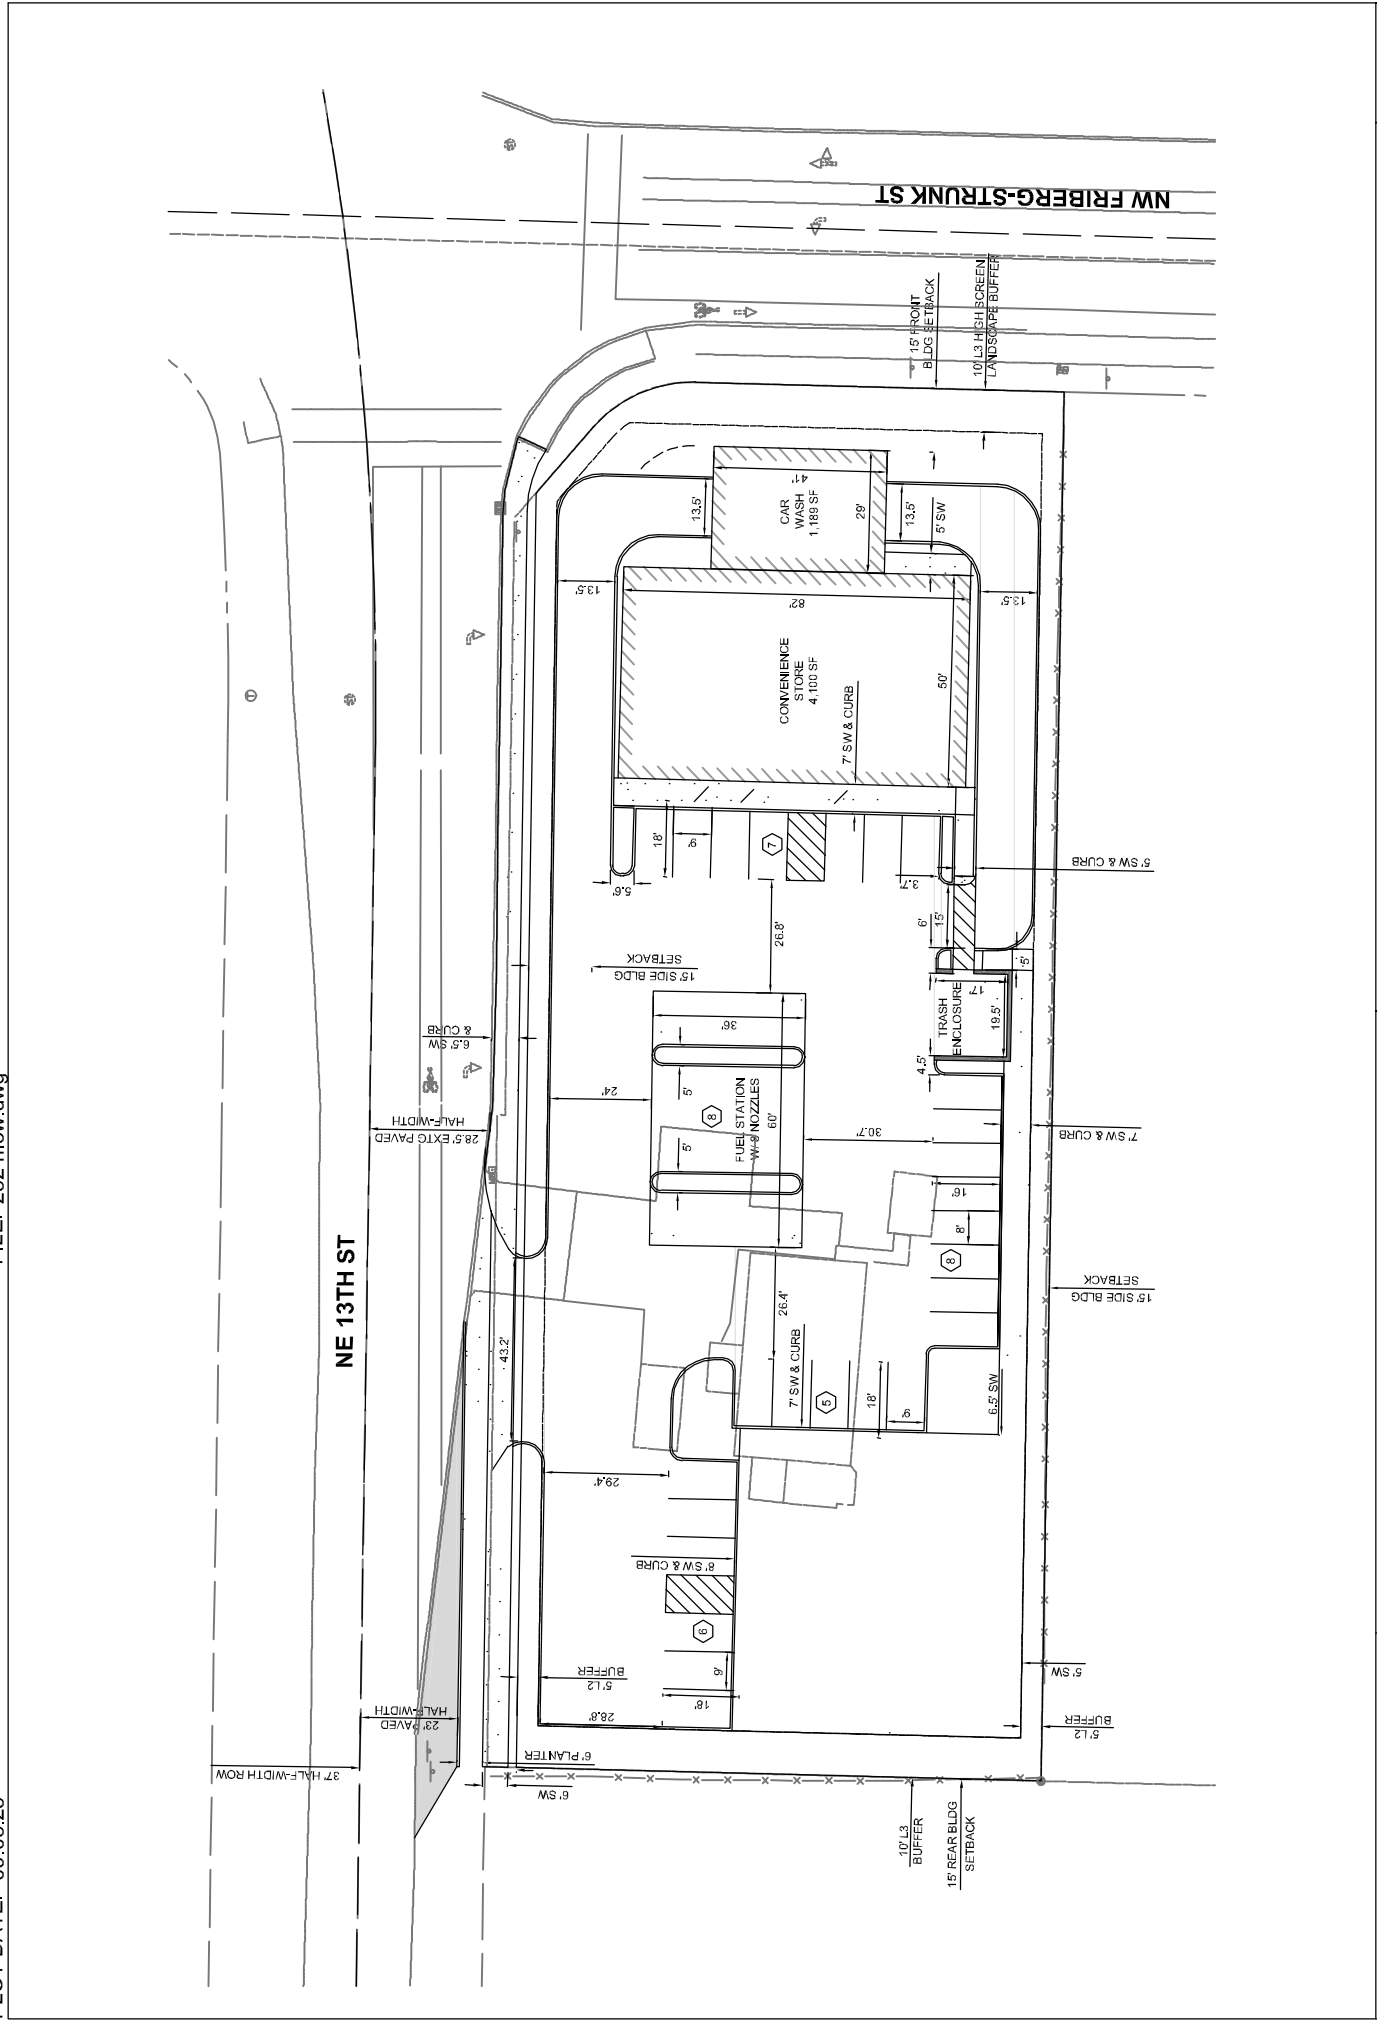 NE 13TH ST
NW FRIBERG-STRUNK ST
15' FRONT
BLDG SETBACK
10' L3 HIGH SCREEN
LANDSCAPE BUFFER
CAR
WASH
1,189 SF
41'
29'
13.5'
13.5'
5' SW
13.5'
13.5'
82'
CONVENIENCE
STORE
4,100 SF
50'
7' SW & CURB
18'
9'
7
5.6'
3.7'
5' SW & CURB
26.8'
6'
15'
5'
15' SIDE BLDG
SETBACK
36'
17'
TRASH
ENCLOSURE
19.5'
4.5'
6.5' SW
& CURB
24'
5'
8
FUEL STATION
W/ 8 NOZZLES
60'
5'
30.7'
28.5' EXTG PAVED
HALF-WIDTH
7' SW & CURB
16'
8'
8
15' SIDE BLDG
SETBACK
43.2'
26.4'
7' SW & CURB
5
18'
9'
6.5' SW
29.4'
8' SW & CURB
6
9'
18'
28.8'
5' L2
BUFFER
23' PAVED
HALF-WIDTH
37' HALF-WIDTH ROW
6' PLANTER
6' SW
5' SW
5' L2
BUFFER
10' L3
BUFFER
15' REAR BLDG
SETBACK